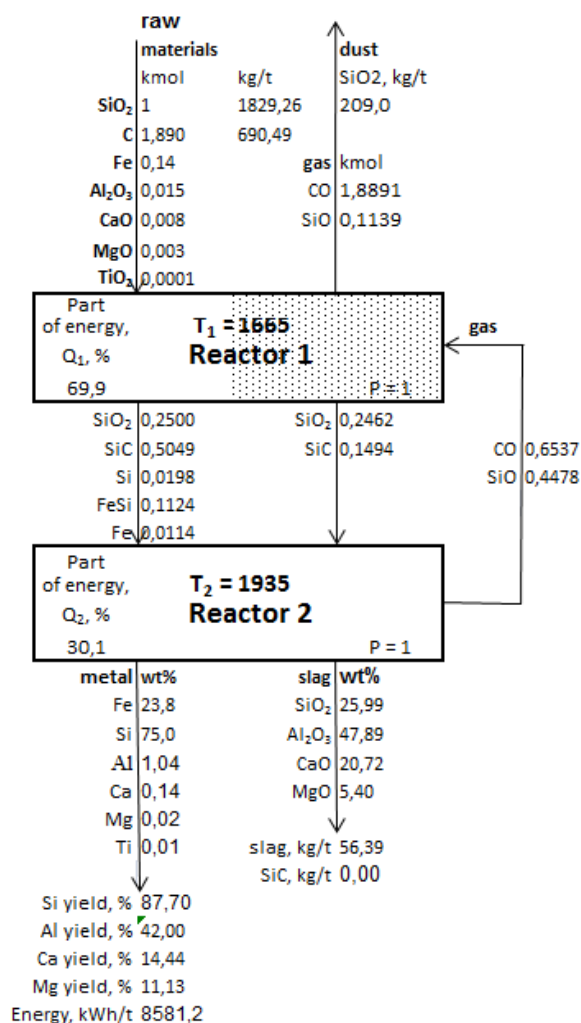 raw
materials dust
kmol kg/t SiO2, kg/t
SiO₂ 1 1829,26 209,0
C 1,890 690,49
Fe 0,14 gas kmol
Al₂O₃ 0,015 CO 1,8891
CaO 0,008 SiO 0,1139
MgO 0,003
TiO₂ 0,0001
Part
of energy, T₁ = 1665 gas
Q₁, % Reactor 1
69,9 P = 1
SiO₂ 0,2500 SiO₂ 0,2462
SiC 0,5049 SiC 0,1494 CO 0,6537
Si 0,0198 SiO 0,4478
FeSi 0,1124
Fe 0,0114
Part
of energy, T₂ = 1935
Q₂, % Reactor 2
30,1 P = 1
metal wt% slag wt%
Fe 23,8 SiO₂ 25,99
Si 75,0 Al₂O₃ 47,89
Al 1,04 CaO 20,72
Ca 0,14 MgO 5,40
Mg 0,02
Ti 0,01 slag, kg/t 56,39
SiC, kg/t 0,00
Si yield, % 87,70
Al yield, % 42,00
Ca yield, % 14,44
Mg yield, % 11,13
Energy, kWh/t 8581,2